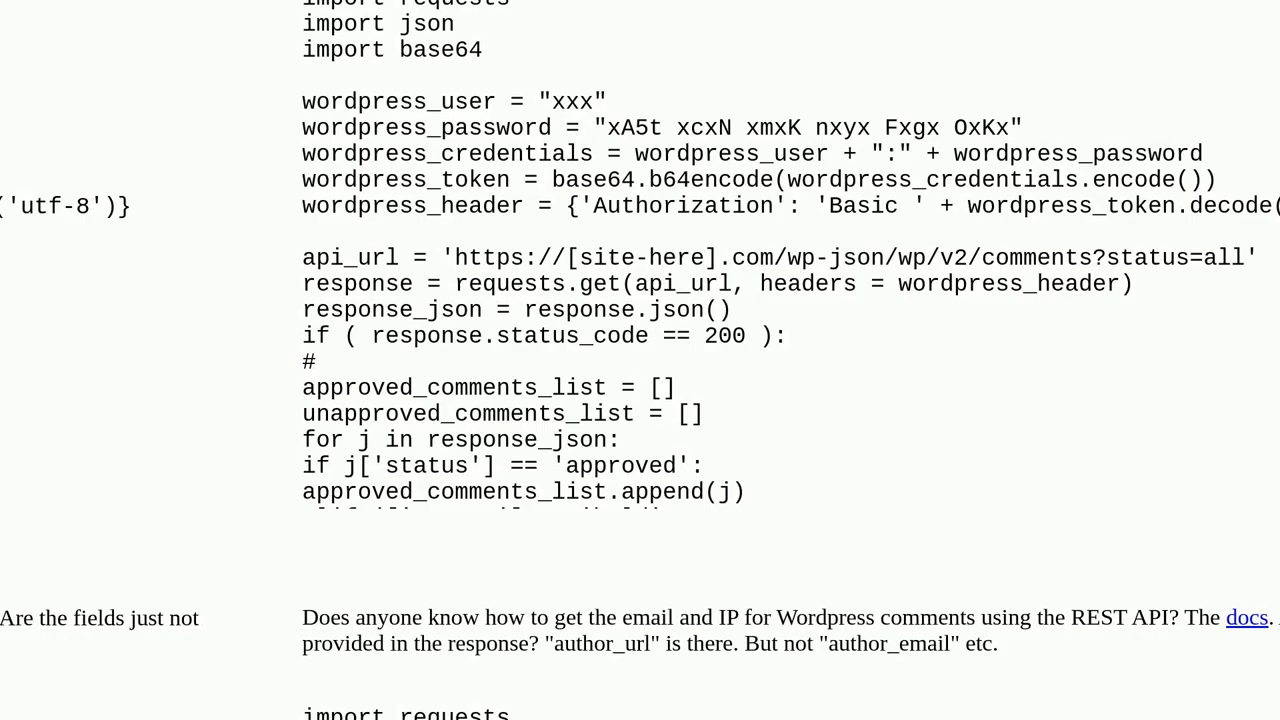 import requests
import json
import base64
wordpress_user = "xxx"
wordpress_password = "xA5t xcxN xmxK nxyx Fxgx OxKx"
wordpress_credentials = wordpress_user + ":" + wordpress_password
wordpress_token = base64.b64encode(wordpress_credentials.encode())
wordpress_header = {'Authorization': 'Basic ' + wordpress_token.decode(
('utf-8')}
api_url = 'https://[site-here].com/wp-json/wp/v2/comments?status=all'
response = requests.get(api_url, headers = wordpress_header)
response_json = response.json()
if ( response.status_code == 200 ):
#
approved_comments_list = []
unapproved_comments_list = []
for j in response_json:
if j['status'] == 'approved':
approved_comments_list.append(j)
Does anyone know how to get the email and IP for Wordpress comments using the REST API? The docs.
Are the fields just not
provided in the response? "author_url" is there. But not "author_email" etc.
import requests